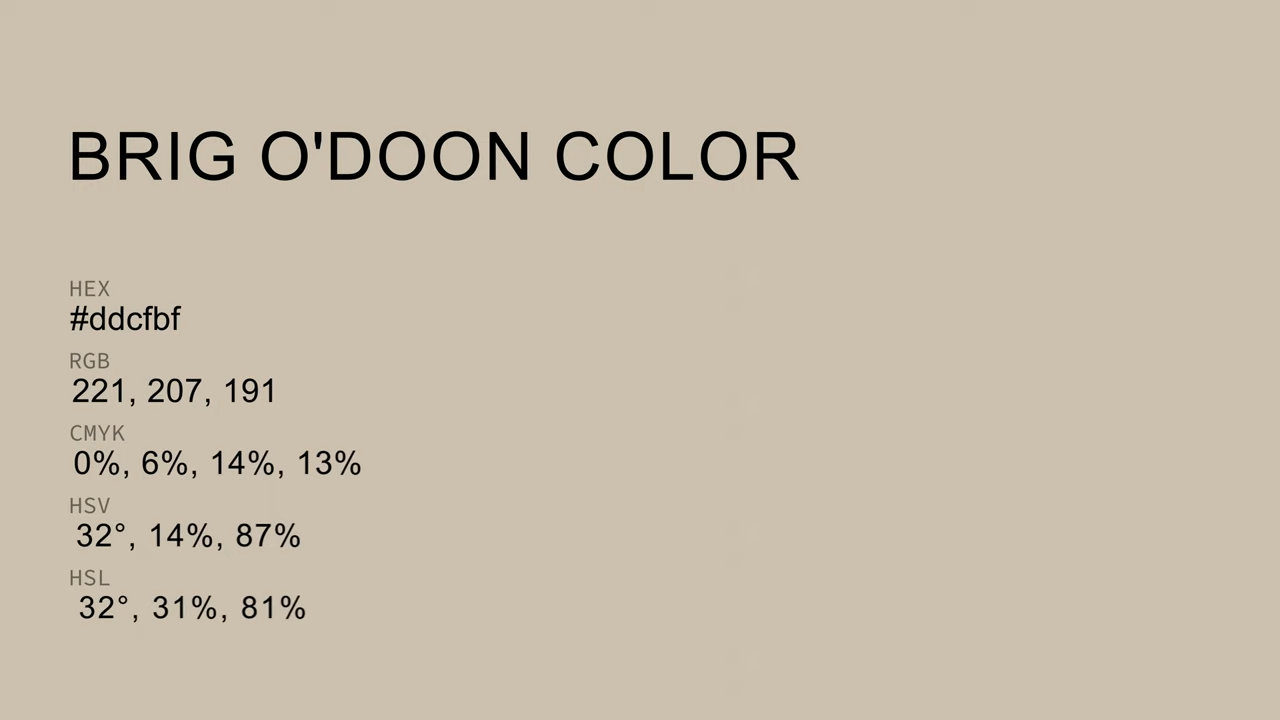 BRIG O'DOON COLOR
HEX
#ddcfbf
RGB
221, 207, 191
CMYK
0%, 6%, 14%, 13%
HSV
32°, 14%, 87%
HSL
32°, 31%, 81%